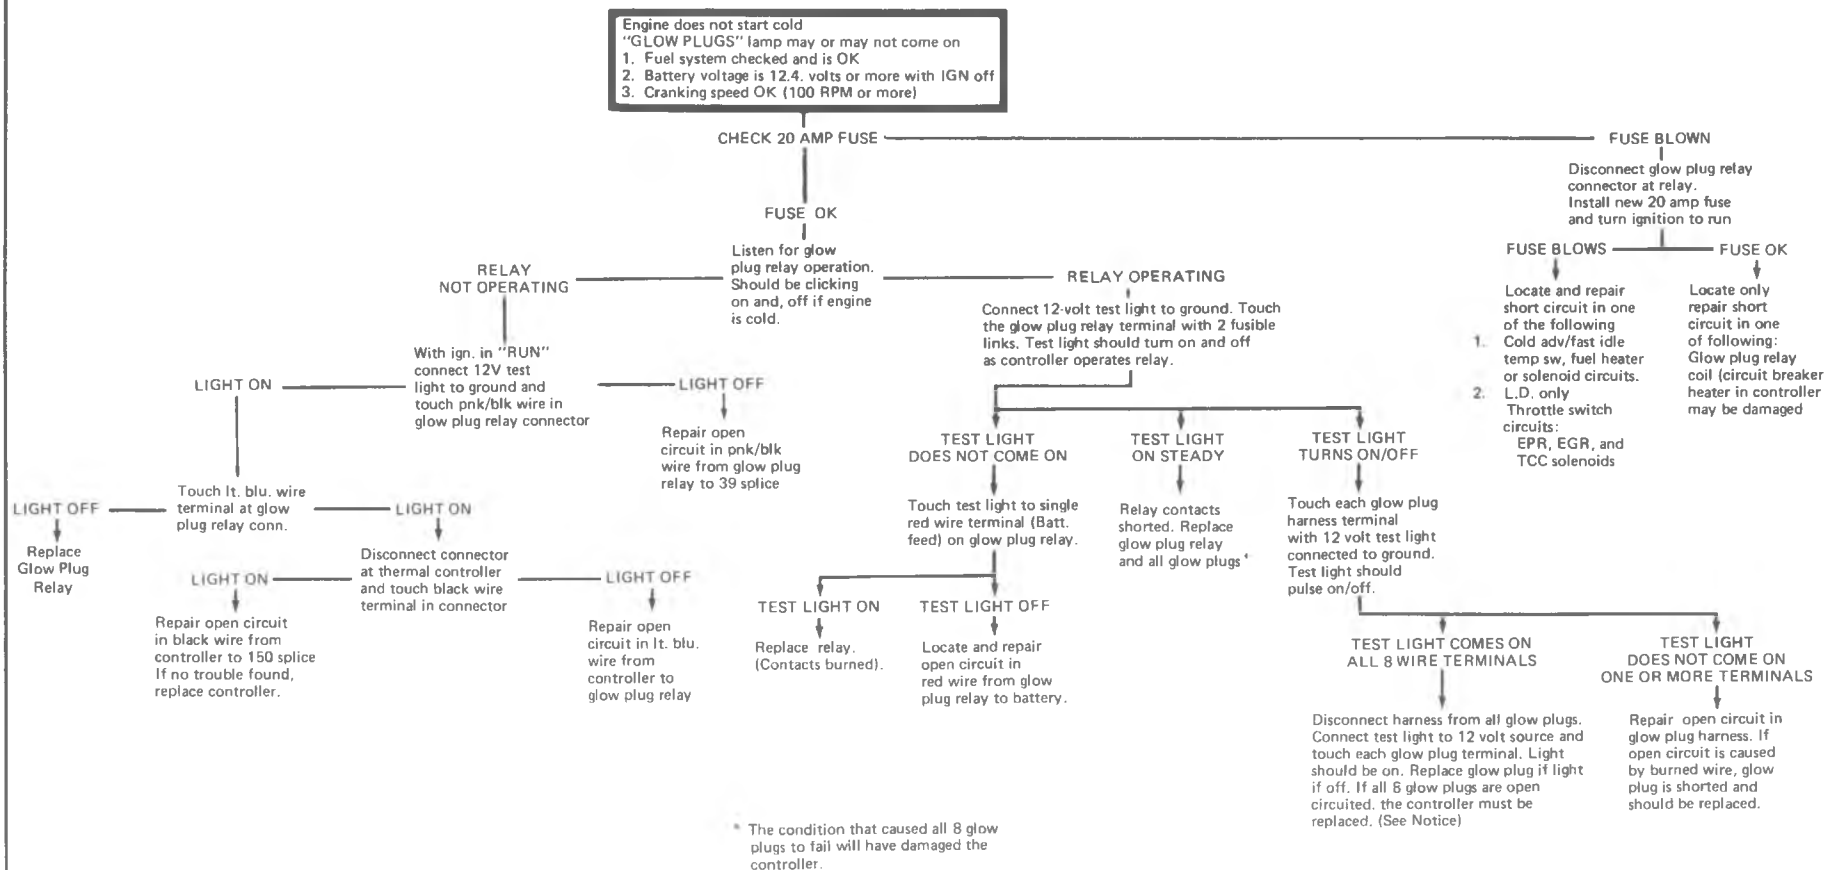 Engine does not start cold
"GLOW PLUGS" lamp may or may not come on
1. Fuel system checked and is OK
2. Battery voltage is 12.4. volts or more with IGN off
3. Cranking speed OK (100 RPM or more)
CHECK 20 AMP FUSE
FUSE BLOWN
Disconnect glow plug relay
connector at relay.
Install new 20 amp fuse
and turn ignition to run
FUSE BLOWS
FUSE OK
Locate and repair
short circuit in one
of the following
1. Cold adv/fast idle
temp sw, fuel heater
or solenoid circuits.
2. L.D. only
Throttle switch
circuits:
EPR, EGR, and
TCC solenoids
Locate only
repair short
circuit in one
of following:
Glow plug relay
coil (circuit breaker
heater in controller
may be damaged
FUSE OK
Listen for glow
plug relay operation.
Should be clicking
on and, off if engine
is cold.
RELAY
NOT OPERATING
With ign. in "RUN"
connect 12V test
light to ground and
touch pnk/blk wire in
glow plug relay connector
LIGHT ON
LIGHT OFF
Repair open
circuit in pnk/blk
wire from glow plug
relay to 39 splice
Touch lt. blu. wire
terminal at glow
plug relay conn.
LIGHT OFF
Replace
Glow Plug
Relay
LIGHT ON
Disconnect connector
at thermal controller
and touch black wire
terminal in connector
LIGHT ON
Repair open circuit
in black wire from
controller to 150 splice
If no trouble found,
replace controller.
LIGHT OFF
Repair open
circuit in lt. blu.
wire from
controller to
glow plug relay
RELAY OPERATING
Connect 12-volt test light to ground. Touch
the glow plug relay terminal with 2 fusible
links. Test light should turn on and off
as controller operates relay.
TEST LIGHT
DOES NOT COME ON
Touch test light to single
red wire terminal (Batt.
feed) on glow plug relay.
TEST LIGHT ON
Replace relay.
(Contacts burned).
TEST LIGHT OFF
Locate and repair
open circuit in
red wire from glow
plug relay to battery.
TEST LIGHT
ON STEADY
Relay contacts
shorted. Replace
glow plug relay
and all glow plugs*
TEST LIGHT
TURNS ON/OFF
Touch each glow plug
harness terminal
with 12 volt test light
connected to ground.
Test light should
pulse on/off.
TEST LIGHT COMES ON
ALL 8 WIRE TERMINALS
Disconnect harness from all glow plugs.
Connect test light to 12 volt source and
touch each glow plug terminal. Light
should be on. Replace glow plug if light
if off. If all 8 glow plugs are open
circuited, the controller must be
replaced. (See Notice)
TEST LIGHT
DOES NOT COME ON
ONE OR MORE TERMINALS
Repair open circuit in
glow plug harness. If
open circuit is caused
by burned wire, glow
plug is shorted and
should be replaced.
* The condition that caused all 8 glow
plugs to fail will have damaged the
controller.